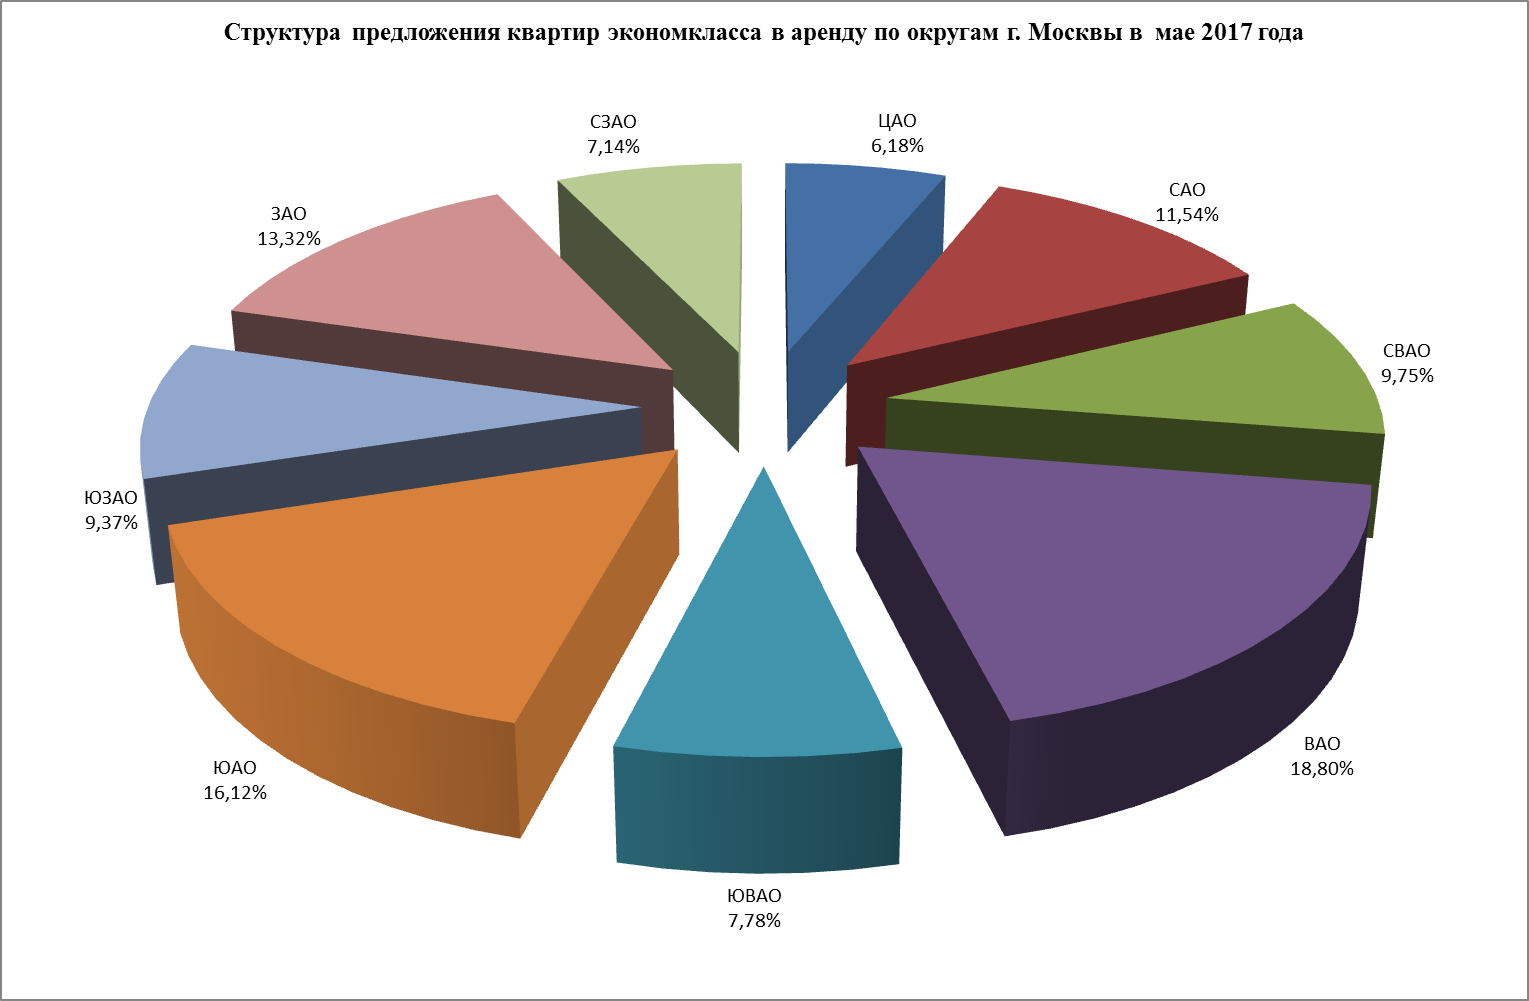 Структура предложения квартир экономкласса в аренду по округам г. Москвы в мае 2017 года
СЗАО
7,14%
ЦАО
6,18%
САО
11,54%
ЗАО
13,32%
СВАО
9,75%
ЮЗАО
9,37%
ВАО
18,80%
ЮАО
16,12%
ЮВАО
7,78%